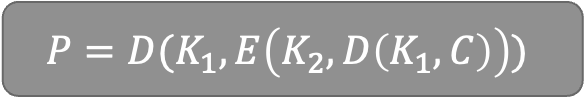 P = D(K₁, E(K₂, D(K₁, C)))